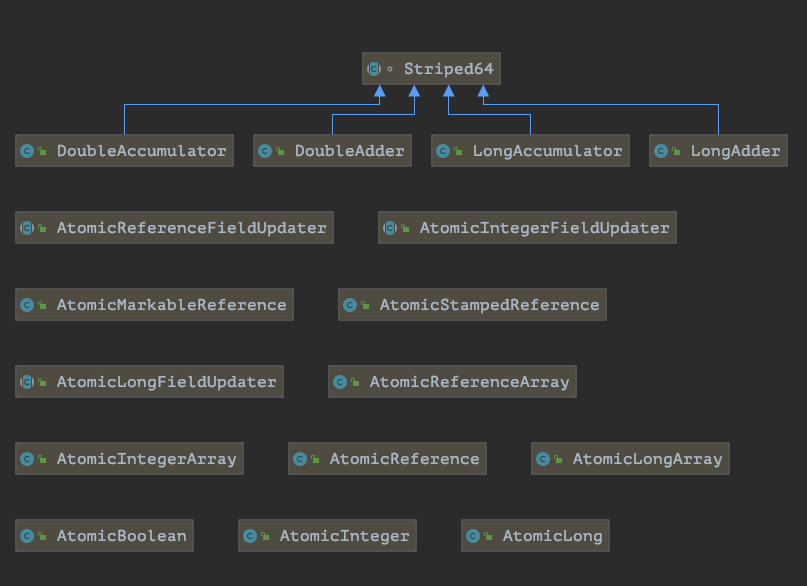 Striped64
DoubleAccumulator DoubleAdder LongAccumulator LongAdder
AtomicReferenceFieldUpdater AtomicIntegerFieldUpdater
AtomicMarkableReference AtomicStampedReference
AtomicLongFieldUpdater AtomicReferenceArray
AtomicIntegerArray AtomicReference AtomicLongArray
AtomicBoolean AtomicInteger AtomicLong